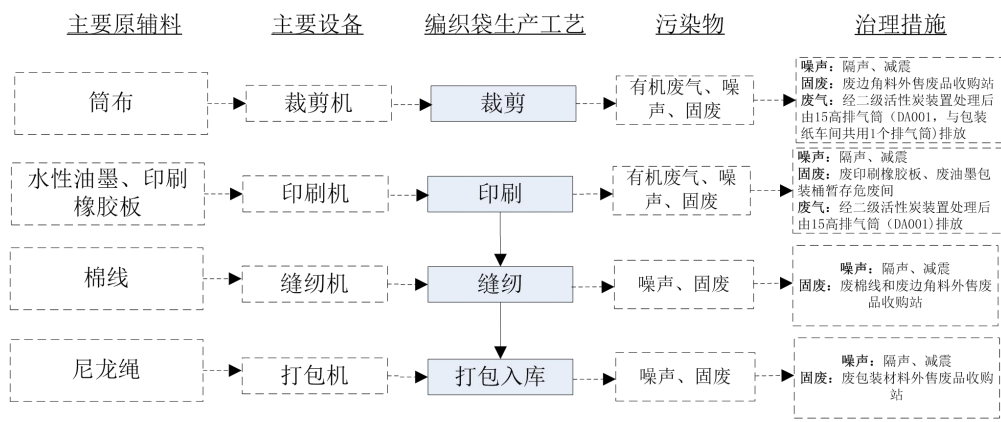 主要原辅料 主要设备 编织袋生产工艺 污染物 治理措施
筒布
裁剪机
裁剪
有机废气、噪
声、固废
噪声：隔声、减震
固废：废边角料外售废品收购站
废气：经二级活性炭装置处理后
由15高排气筒（DA001，与包装
纸车间共用1个排气筒)排放
水性油墨、印刷
橡胶板
印刷机
印刷
有机废气、噪
声、固废
噪声：隔声、减震
固废：废印刷橡胶板、废油墨包
装桶暂存危废间
废气：经二级活性炭装置处理后
由15高排气筒（DA001)排放
棉线
缝纫机
缝纫
噪声、固废
噪声：隔声、减震
固废：废棉线和废边角料外售废
品收购站
尼龙绳
打包机
打包入库
噪声、固废
噪声：隔声、减震
固废：废包装材料外售废品收购
站